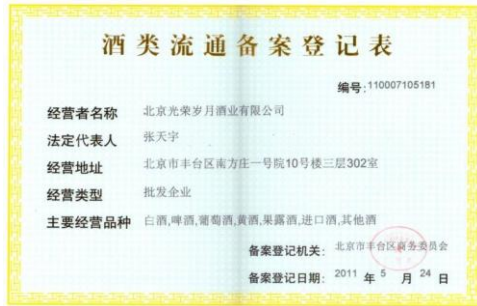 酒类流通备案登记表
编号:110007105181
经营者名称 北京光荣岁月酒业有限公司
法定代表人 张天宇
经营地址 北京市丰台区南方庄一号院10号楼三层302室
经营类型 批发企业
主要经营品种 白酒,啤酒,葡萄酒,黄酒,果露酒,进口酒,其他酒
备案登记机关: 北京市丰台区商务委员会
备案登记日期: 2011 年 5 月 24 日